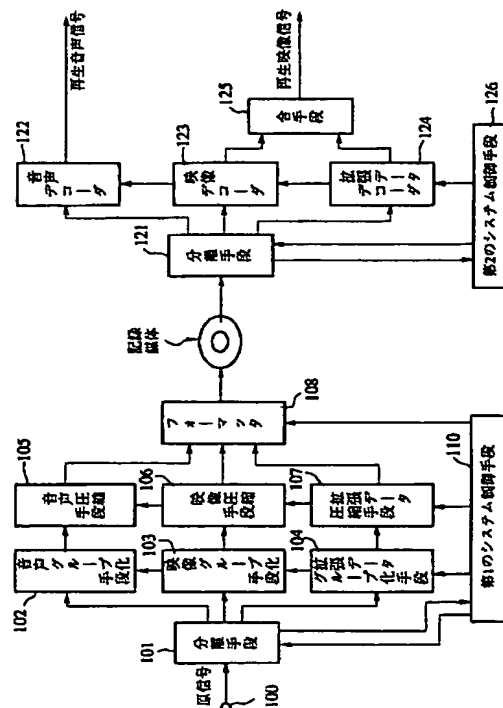 原信号
100
101
分離手段
102
音声グループ化
手段
103
映像グループ化
手段
104
拡張データ
グループ化手段
105
音声圧縮
手段
106
映像圧縮
手段
107
拡張データ
圧縮手段
108
フォーマッタ
110
第1のシステム制御手段
記録
媒体
121
分離手段
122
音声
デコーダ
再生音声信号
123
映像
デコーダ
124
拡張データ
デコーダ
125
合手段
再生映像信号
126
第2のシステム制御手段